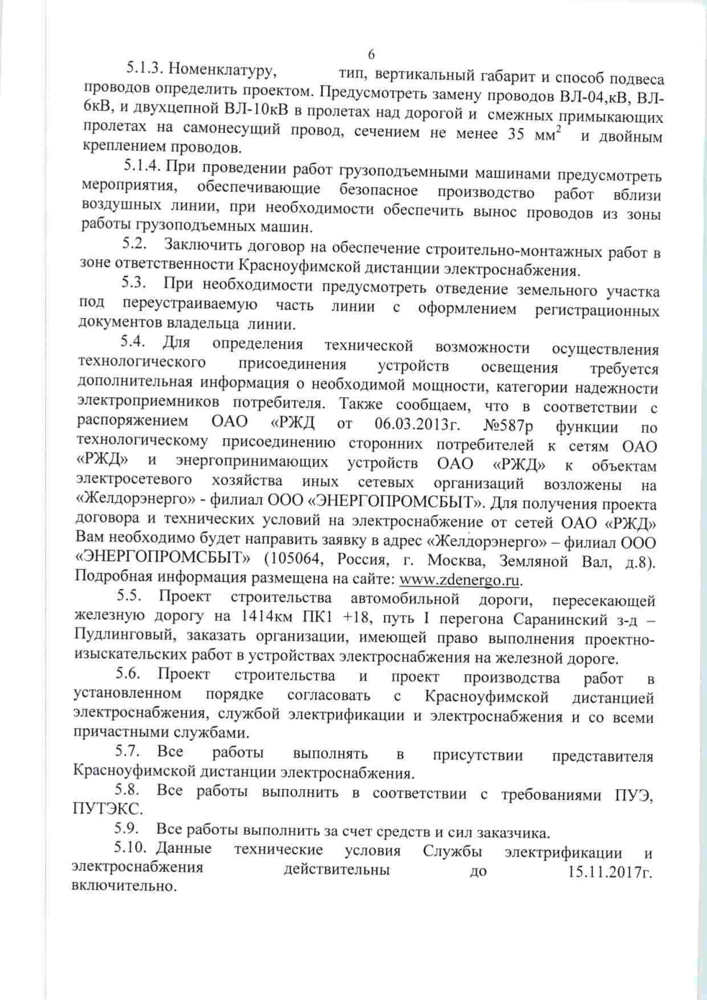 6
5.1.3. Номенклатуру, тип, вертикальный габарит и способ подвеса
проводов определить проектом. Предусмотреть замену проводов ВЛ-04,кВ, ВЛ-
6кВ, и двухцепной ВЛ-10кВ в пролетах над дорогой и смежных примыкающих
пролетах на самонесущий провод, сечением не менее 35 мм² и двойным
креплением проводов.
5.1.4. При проведении работ грузоподъемными машинами предусмотреть
мероприятия, обеспечивающие безопасное производство работ вблизи
воздушных линии, при необходимости обеспечить вынос проводов из зоны
работы грузоподъемных машин.
5.2. Заключить договор на обеспечение строительно-монтажных работ в
зоне ответственности Красноуфимской дистанции электроснабжения.
5.3. При необходимости предусмотреть отведение земельного участка
под переустраиваемую часть линии с оформлением регистрационных
документов владельца линии.
5.4. Для определения технической возможности осуществления
технологического присоединения устройств освещения требуется
дополнительная информация о необходимой мощности, категории надежности
электроприемников потребителя. Также сообщаем, что в соответствии с
распоряжением ОАО «РЖД от 06.03.2013г. №587р функции по
технологическому присоединению сторонних потребителей к сетям ОАО
«РЖД» и энергопринимающих устройств ОАО «РЖД» к объектам
электросетевого хозяйства иных сетевых организаций возложены на
«Желдорэнерго» - филиал ООО «ЭНЕРГОПРОМСБЫТ». Для получения проекта
договора и технических условий на электроснабжение от сетей ОАО «РЖД»
Вам необходимо будет направить заявку в адрес «Желдорэнерго» – филиал ООО
«ЭНЕРГОПРОМСБЫТ» (105064, Россия, г. Москва, Земляной Вал, д.8).
Подробная информация размещена на сайте: www.zdenergo.ru.
5.5. Проект строительства автомобильной дороги, пересекающей
железную дорогу на 1414км ПК1 +18, путь I перегона Саранинский з-д –
Пудлинговый, заказать организации, имеющей право выполнения проектно-
изыскательских работ в устройствах электроснабжения на железной дороге.
5.6. Проект строительства и проект производства работ в
установленном порядке согласовать с Красноуфимской дистанцией
электроснабжения, службой электрификации и электроснабжения и со всеми
причастными службами.
5.7. Все работы выполнять в присутствии представителя
Красноуфимской дистанции электроснабжения.
5.8. Все работы выполнить в соответствии с требованиями ПУЭ,
ПУТЭКС.
5.9. Все работы выполнить за счет средств и сил заказчика.
5.10. Данные технические условия Службы электрификации и
электроснабжения действительны до 15.11.2017г.
включительно.